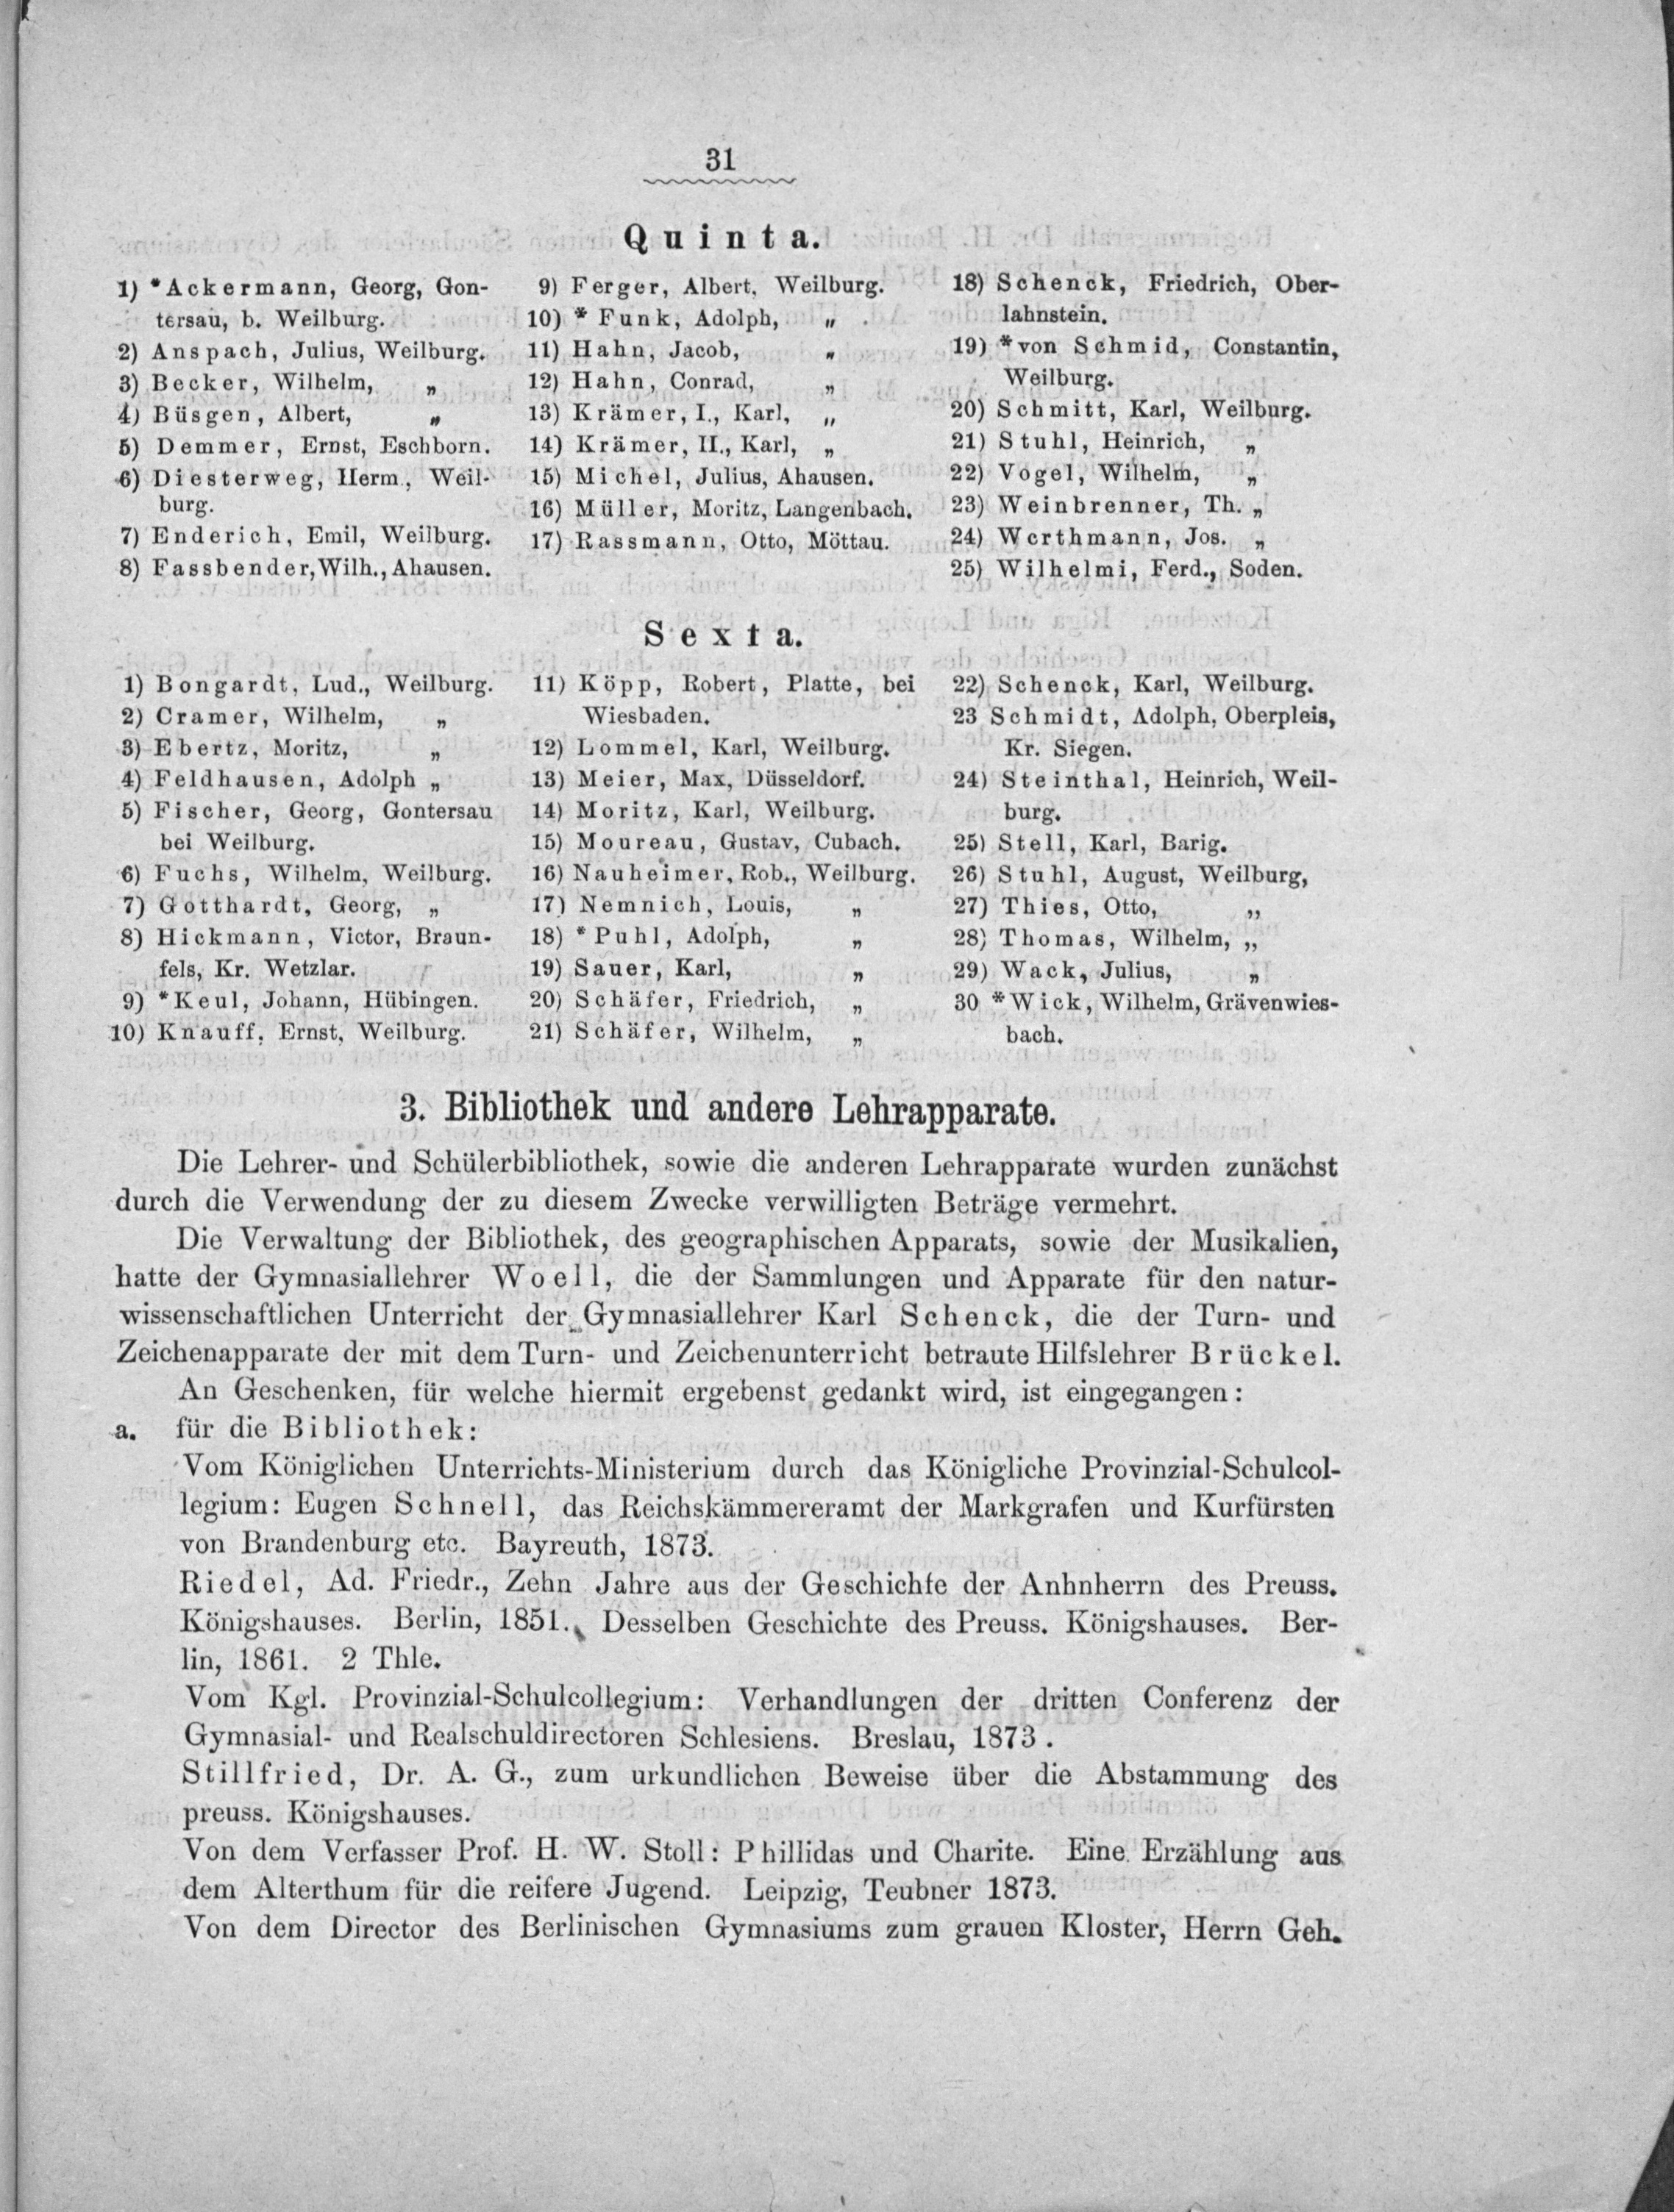 31
Quinta.
1) *Ackermann, Georg, Gon-
tersau, b. Weilburg.
2) Anspach, Julius, Weilburg.
3) Becker, Wilhelm, „
4) Büsgen, Albert, „
5) Demmer, Ernst, Eschborn.
6) Diesterweg, Herm., Weil-
burg.
7) Enderich, Emil, Weilburg.
8) Fassbender, Wilh., Ahausen.
9) Ferger, Albert, Weilburg.
10) * Funk, Adolph, „
11) Hahn, Jacob, „
12) Hahn, Conrad, „
13) Krämer, I., Karl, „
14) Krämer, II., Karl, „
15) Michel, Julius, Ahausen.
16) Müller, Moritz, Langenbach.
17) Rassmann, Otto, Möttau.
18) Schenck, Friedrich, Ober-
lahnstein.
19) *von Schmid, Constantin,
Weilburg.
20) Schmitt, Karl, Weilburg.
21) Stuhl, Heinrich, „
22) Vogel, Wilhelm, „
23) Weinbrenner, Th. „
24) Werthmann, Jos. „
25) Wilhelmi, Ferd., Soden.
Sexta.
1) Bongardt, Lud., Weilburg.
2) Cramer, Wilhelm, „
3) Ebertz, Moritz, „
4) Feldhausen, Adolph „
5) Fischer, Georg, Gontersau
bei Weilburg.
6) Fuchs, Wilhelm, Weilburg.
7) Gotthardt, Georg, „
8) Hickmann, Victor, Braun-
fels, Kr. Wetzlar.
9) *Keul, Johann, Hübingen.
10) Knauff, Ernst, Weilburg.
11) Köpp, Robert, Platte, bei
Wiesbaden.
12) Lommel, Karl, Weilburg.
13) Meier, Max, Düsseldorf.
14) Moritz, Karl, Weilburg.
15) Moureau, Gustav, Cubach.
16) Nauheimer, Rob., Weilburg.
17) Nemnich, Louis, „
18) * Puhl, Adolph, „
19) Sauer, Karl, „
20) Schäfer, Friedrich, „
21) Schäfer, Wilhelm, „
22) Schenck, Karl, Weilburg.
23 Schmidt, Adolph, Oberpleis,
Kr. Siegen.
24) Steinthal, Heinrich, Weil-
burg.
25) Stell, Karl, Barig.
26) Stuhl, August, Weilburg,
27) Thies, Otto, „
28) Thomas, Wilhelm, „
29) Wack, Julius, „
30 *Wick, Wilhelm, Grävenwies-
bach.
3. Bibliothek und andere Lehrapparate.
Die Lehrer- und Schülerbibliothek, sowie die anderen Lehrapparate wurden zunächst
durch die Verwendung der zu diesem Zwecke verwilligten Beträge vermehrt.
Die Verwaltung der Bibliothek, des geographischen Apparats, sowie der Musikalien,
hatte der Gymnasiallehrer Woell, die der Sammlungen und Apparate für den natur-
wissenschaftlichen Unterricht der Gymnasiallehrer Karl Schenck, die der Turn- und
Zeichenapparate der mit dem Turn- und Zeichenunterricht betraute Hilfslehrer Brückel.
An Geschenken, für welche hiermit ergebenst gedankt wird, ist eingegangen:
a. für die Bibliothek:
Vom Königlichen Unterrichts-Ministerium durch das Königliche Provinzial-Schulcol-
legium: Eugen Schnell, das Reichskämmereramt der Markgrafen und Kurfürsten
von Brandenburg etc. Bayreuth, 1873.
Riedel, Ad. Friedr., Zehn Jahre aus der Geschichte der Anhnherrn des Preuss.
Königshauses. Berlin, 1851. Desselben Geschichte des Preuss. Königshauses. Ber-
lin, 1861. 2 Thle.
Vom Kgl. Provinzial-Schulcollegium: Verhandlungen der dritten Conferenz der
Gymnasial- und Realschuldirectoren Schlesiens. Breslau, 1873.
Stillfried, Dr. A. G., zum urkundlichen Beweise über die Abstammung des
preuss. Königshauses.
Von dem Verfasser Prof. H. W. Stoll: Phillidas und Charite. Eine Erzählung aus
dem Alterthum für die reifere Jugend. Leipzig, Teubner 1873.
Von dem Director des Berlinischen Gymnasiums zum grauen Kloster, Herrn Geh.